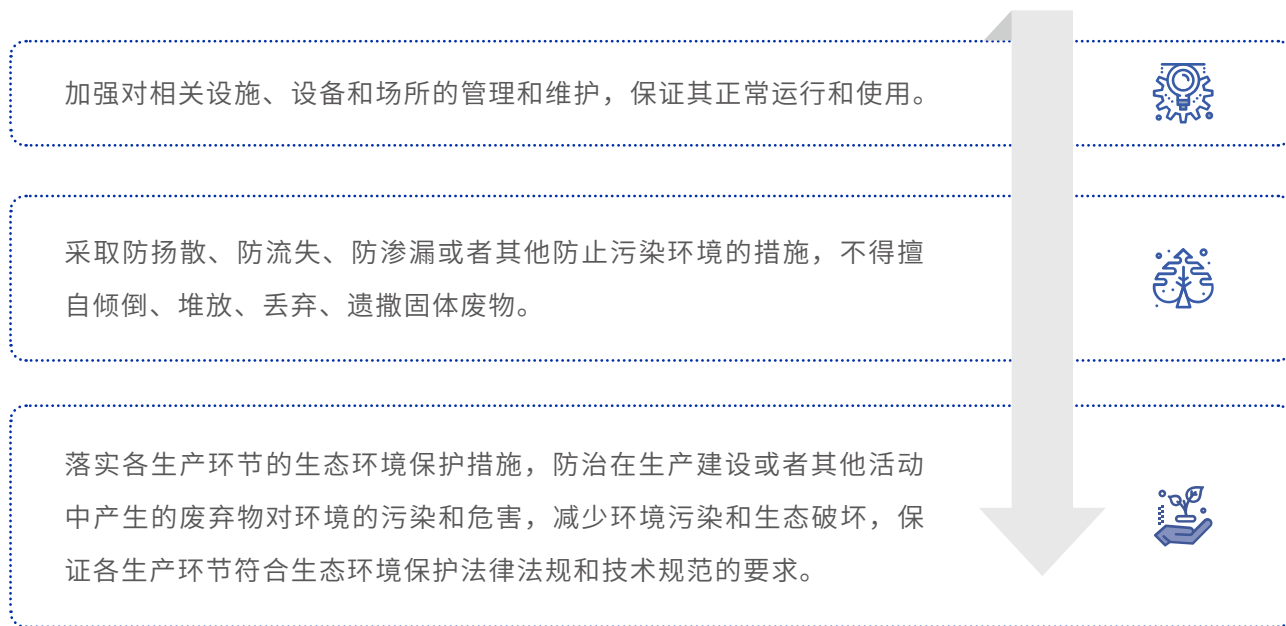 加强对相关设施、设备和场所的管理和维护，保证其正常运行和使用。
采取防扬散、防流失、防渗漏或者其他防止污染环境的措施，不得擅
自倾倒、堆放、丢弃、遗撒固体废物。
落实各生产环节的生态环境保护措施，防治在生产建设或者其他活动
中产生的废弃物对环境的污染和危害，减少环境污染和生态破坏，保
证各生产环节符合生态环境保护法律法规和技术规范的要求。